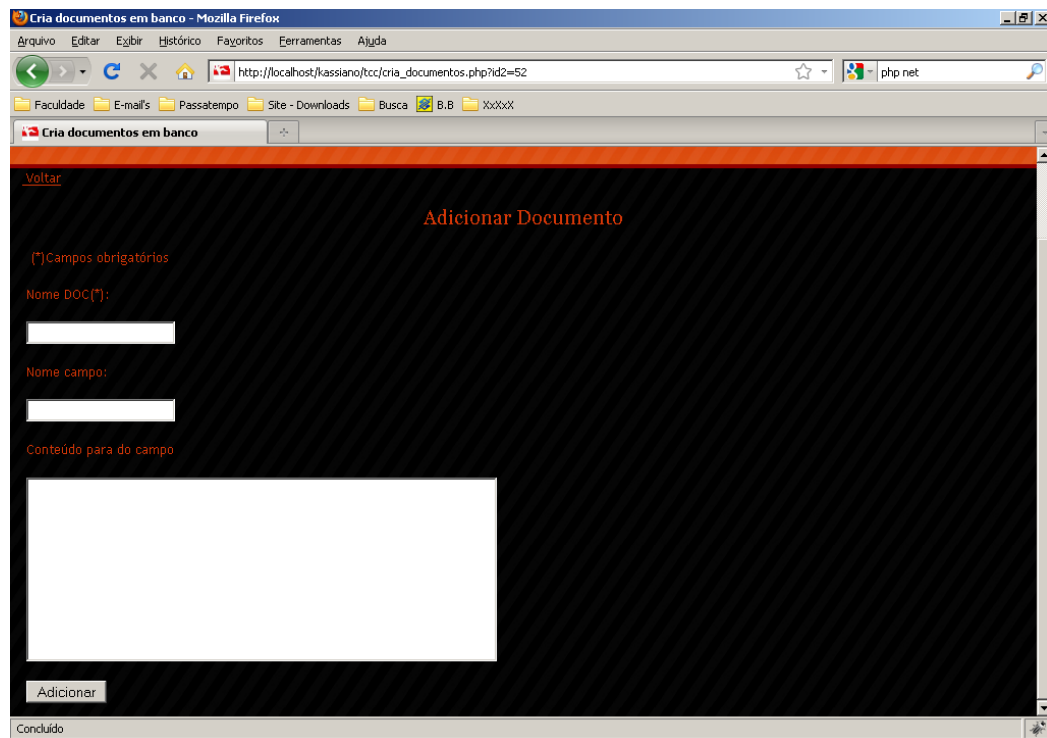 Cria documentos em banco - Mozilla Firefox
Arquivo Editar Exibir Histórico Favoritos Ferramentas Ajuda
http://localhost/kassiano/tcc/cria_documentos.php?id2=52 php net
Faculdade E-mail's Passatempo Site - Downloads Busca B.B XxXxX
Cria documentos em banco
Voltar
Adicionar Documento
(*)Campos obrigatórios
Nome DOC(*):
Nome campo:
Conteúdo para do campo
Adicionar
Concluído